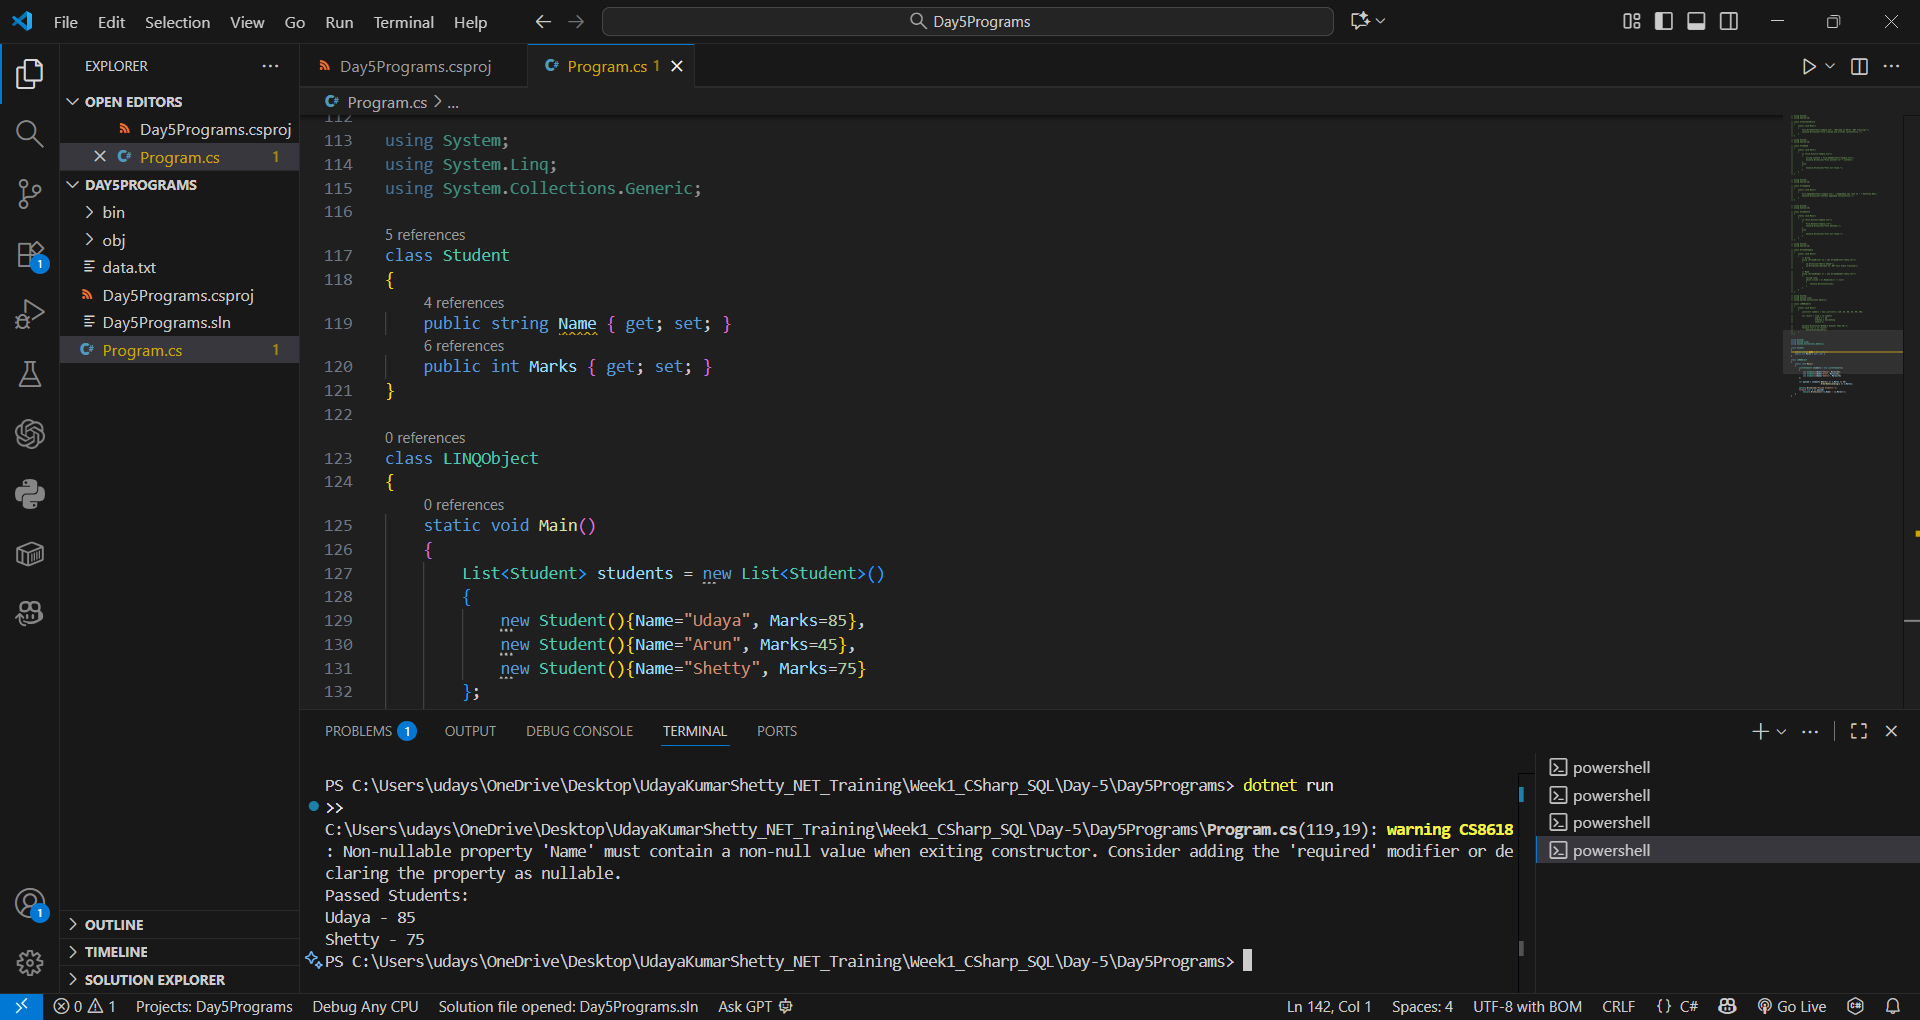 File Edit Selection View Go Run Terminal Help
Day5Programs
EXPLORER
OPEN EDITORS
Day5Programs.csproj
Program.cs 1
DAY5PROGRAMS
bin
obj
data.txt
Day5Programs.csproj
Day5Programs.sln
Program.cs 1
OUTLINE
TIMELINE
SOLUTION EXPLORER
1
1
Day5Programs.csproj
Program.cs 1
Program.cs > ...
112
113 using System;
114 using System.Linq;
115 using System.Collections.Generic;
116
5 references
117 class Student
118 {
4 references
119 public string Name { get; set; }
6 references
120 public int Marks { get; set; }
121 }
122
0 references
123 class LINQObject
124 {
0 references
125 static void Main()
126 {
127 List<Student> students = new List<Student>()
128 {
129 new Student(){Name="Udaya", Marks=85},
130 new Student(){Name="Arun", Marks=45},
131 new Student(){Name="Shetty", Marks=75}
132 };
PROBLEMS 1 OUTPUT DEBUG CONSOLE TERMINAL PORTS
PS C:\Users\udays\OneDrive\Desktop\UdayaKumarShetty_NET_Training\Week1_CSharp_SQL\Day-5\Day5Programs> dotnet run
>>
C:\Users\udays\OneDrive\Desktop\UdayaKumarShetty_NET_Training\Week1_CSharp_SQL\Day-5\Day5Programs\Program.cs(119,19): warning CS8618
: Non-nullable property 'Name' must contain a non-null value when exiting constructor. Consider adding the 'required' modifier or de
claring the property as nullable.
Passed Students:
Udaya - 85
Shetty - 75
PS C:\Users\udays\OneDrive\Desktop\UdayaKumarShetty_NET_Training\Week1_CSharp_SQL\Day-5\Day5Programs>
powershell
powershell
powershell
powershell
0 1 Projects: Day5Programs Debug Any CPU Solution file opened: Day5Programs.sln Ask GPT Ln 142, Col 1 Spaces: 4 UTF-8 with BOM CRLF {} C# Go Live